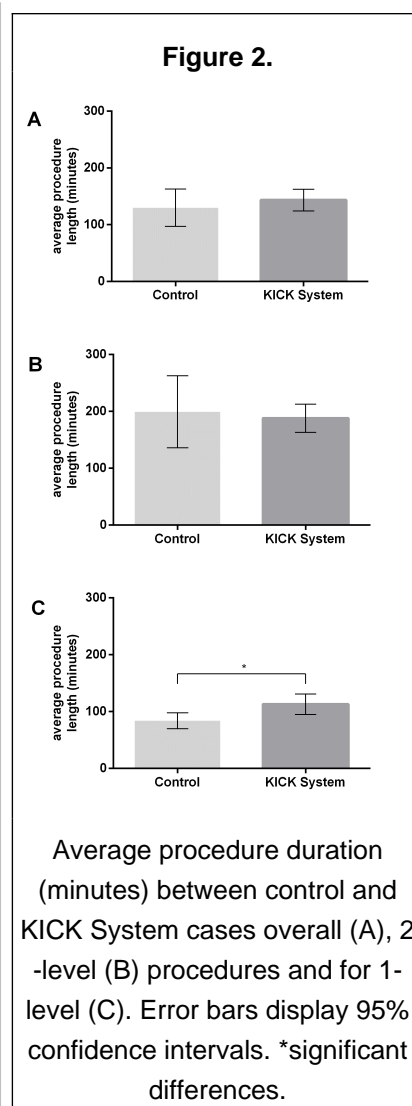 Figure 2.
A
300
200
100
0
average procedure
length (minutes)
Control
KICK System
B
300
200
100
0
average procedure
length (minutes)
Control
KICK System
C
300
200
100
0
average procedure
length (minutes)
*
Control
KICK System
Average procedure duration
(minutes) between control and
KICK System cases overall (A), 2
-level (B) procedures and for 1-
level (C). Error bars display 95%
confidence intervals. *significant
differences.